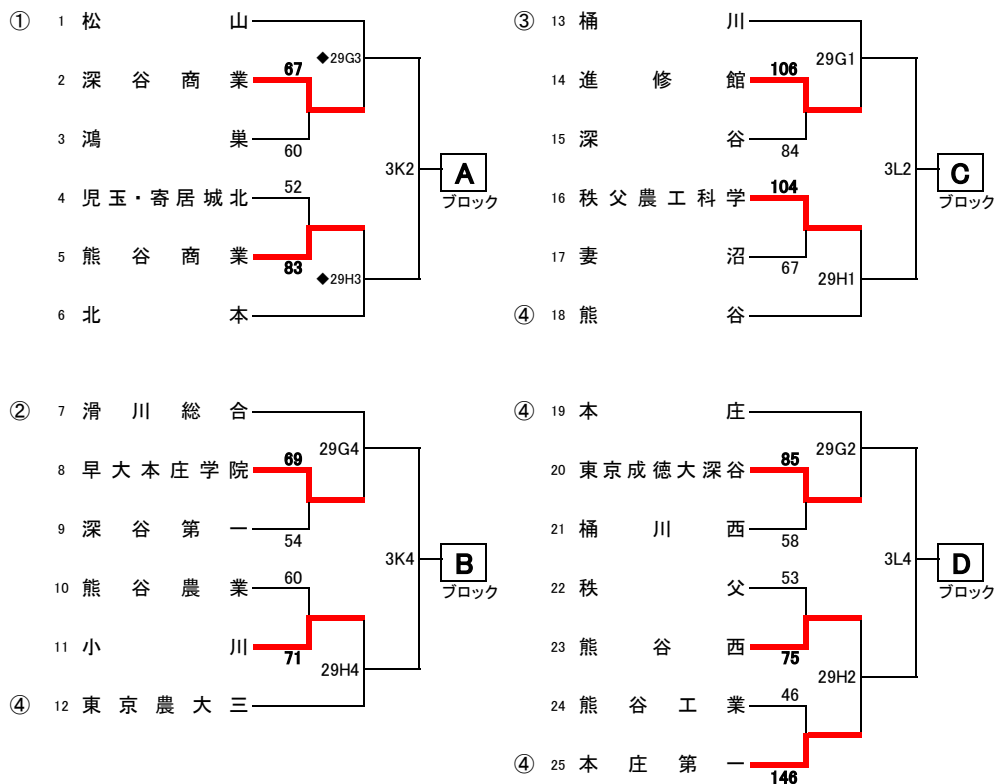 ① 1 松山
◆29G3
67
2 深谷商業
3 鴻巣
60
3K2
A
ブロック
52
4 児玉・寄居城北
5 熊谷商業
83
◆29H3
6 北本
② 7 滑川総合
29G4
69
8 早大本庄学院
9 深谷第一
54
3K4
B
ブロック
60
10 熊谷農業
11 小川
71
29H4
④ 12 東京農大三
③ 13 桶川
29G1
106
14 進修館
15 深谷
84
3L2
C
ブロック
104
16 秩父農工科学
17 妻沼
67
29H1
④ 18 熊谷
④ 19 本庄
29G2
85
20 東京成徳大深谷
21 桶川西
58
3L4
D
ブロック
53
22 秩父
23 熊谷西
75
29H2
46
24 熊谷工業
④ 25 本庄第一
146